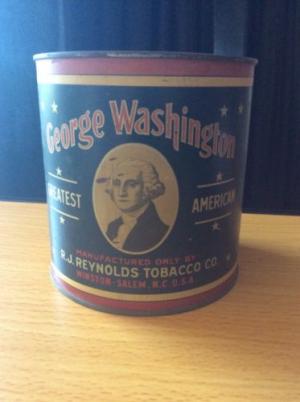 George Washington
GREATEST AMERICAN
MANUFACTURED ONLY BY
R.J. REYNOLDS TOBACCO CO.
WINSTON-SALEM, N.C. U.S.A.